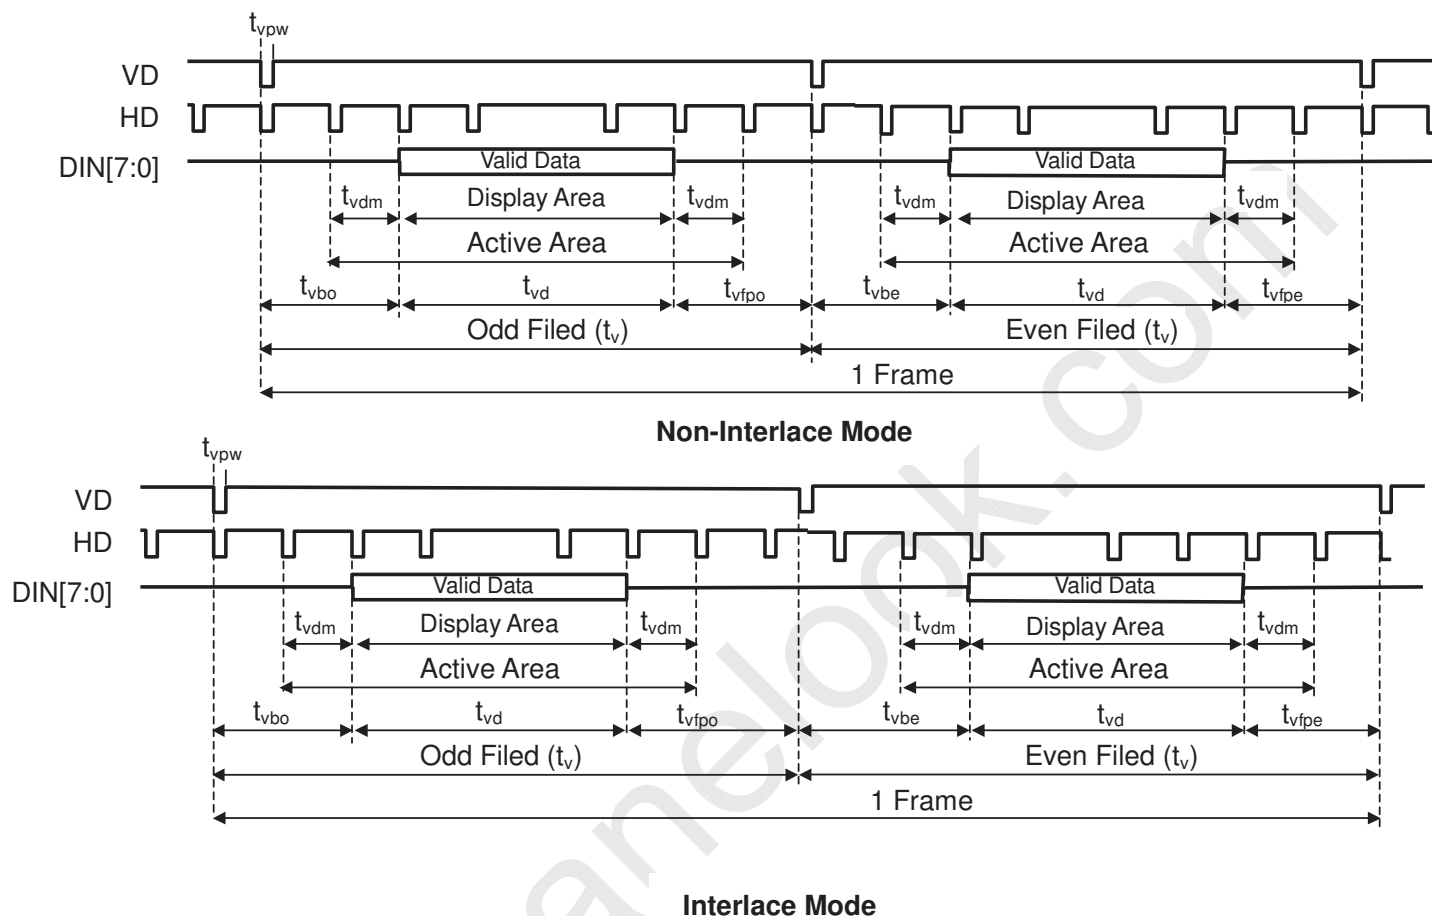 tvpw
VD
HD
DIN[7:0] Valid Data Valid Data
tvdm Display Area tvdm tvdm Display Area tvdm
Active Area Active Area
tvbo tvd tvfpo tvbe tvd tvfpe
Odd Filed (tv) Even Filed (tv)
1 Frame
Non-Interlace Mode
tvpw
VD
HD
DIN[7:0] Valid Data Valid Data
tvdm Display Area tvdm tvdm Display Area tvdm
Active Area Active Area
tvbo tvd tvfpo tvbe tvd tvfpe
Odd Filed (tv) Even Filed (tv)
1 Frame
Interlace Mode
anelook.com